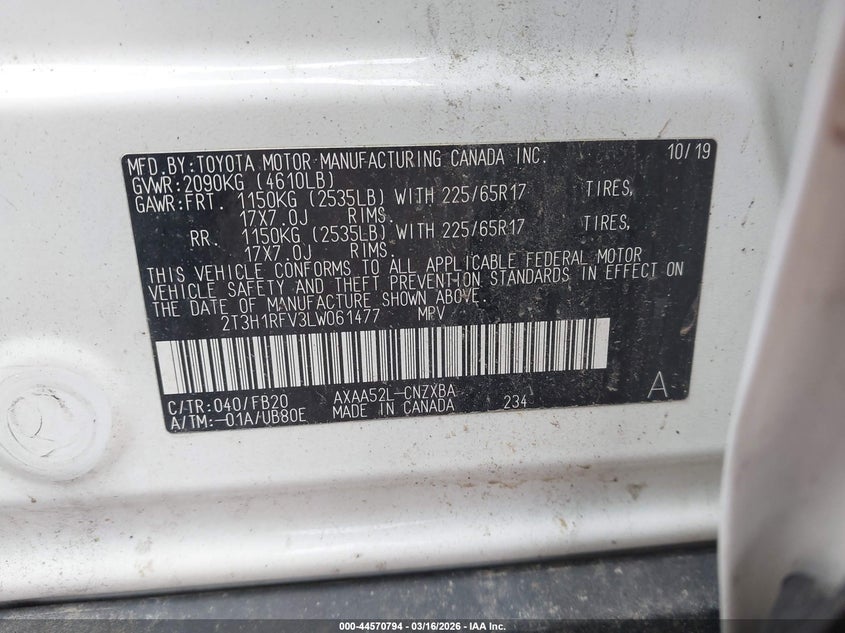 MFD.BY:TOYOTA MOTOR MANUFACTURING CANADA INC. 10/19
GVWR:2090KG (4610LB)
GAWR:FRT. 1150KG (2535LB) WITH 225/65R17 TIRES,
17X7.0J RIMS.
RR. 1150KG (2535LB) WITH 225/65R17 TIRES,
17X7.0J RIMS.
THIS VEHICLE CONFORMS TO ALL APPLICABLE FEDERAL MOTOR
VEHICLE SAFETY AND THEFT PREVENTION STANDARDS IN EFFECT ON
THE DATE OF MANUFACTURE SHOWN ABOVE.
2T3H1RFV3LW061477 MPV
C/TR:040/FB20 AXAA52L-CNZXBA
A/TM:-01A/UB80E MADE IN CANADA 234 A
000-44570794 - 03/16/2026 - IAA Inc.